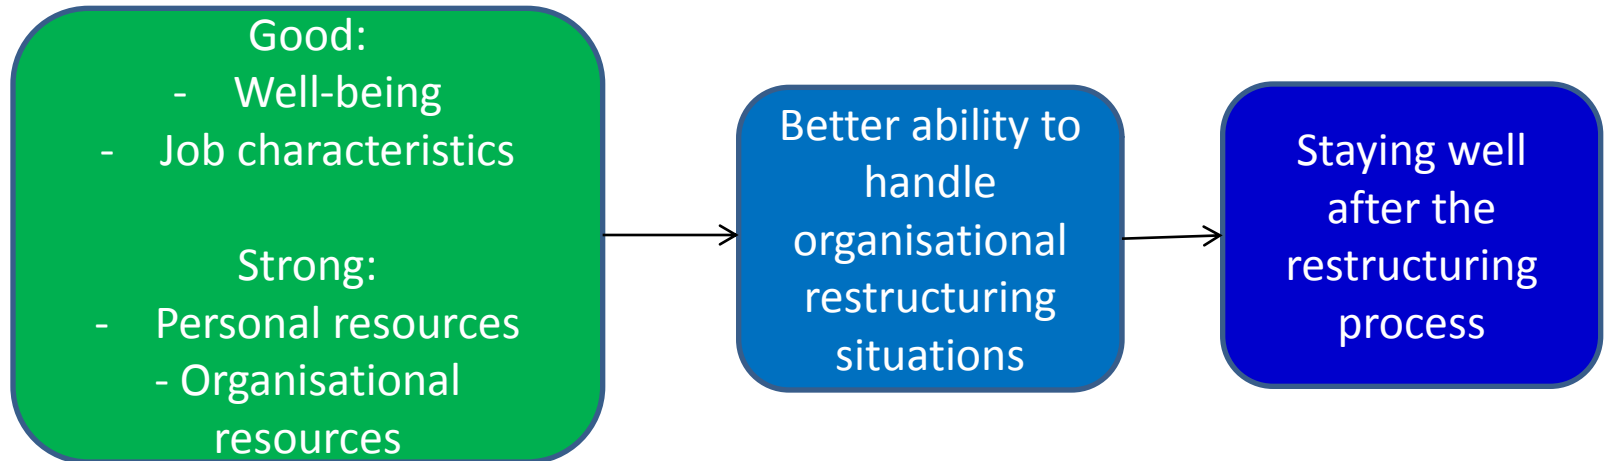 Good:
- Well-being
- Job characteristics
Strong:
- Personal resources
- Organisational
resources
Better ability to
handle
organisational
restructuring
situations
Staying well
after the
restructuring
process